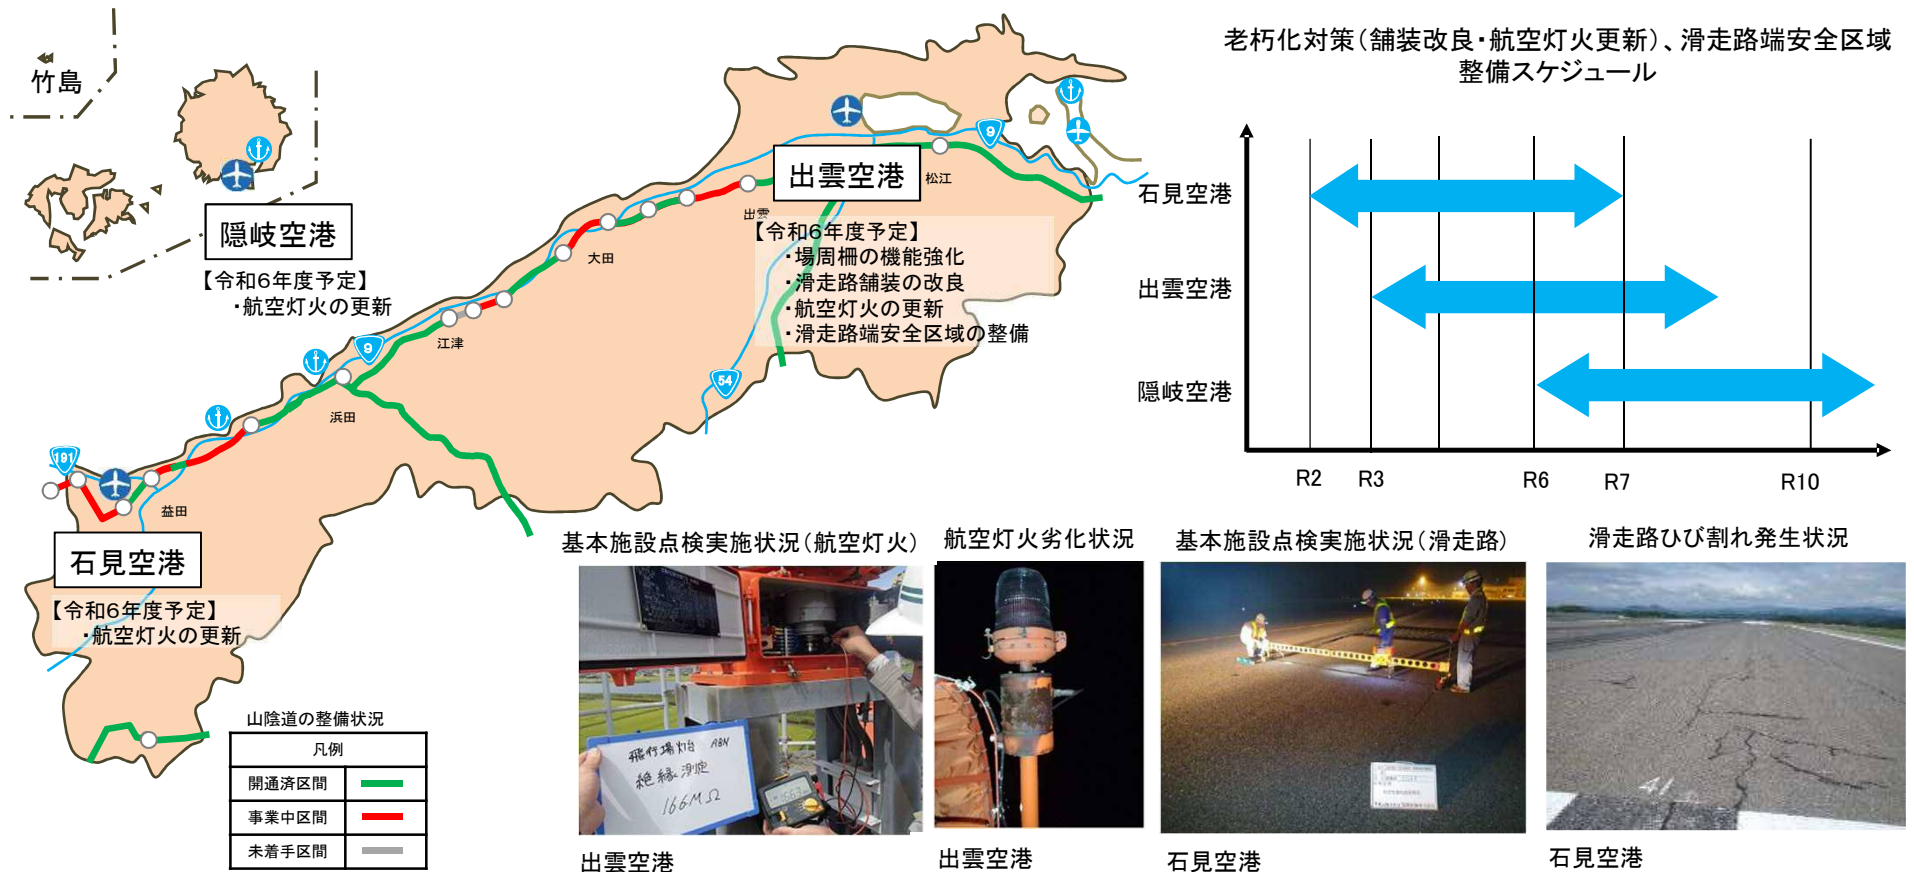 竹島
隠岐空港
【令和6年度予定】
・航空灯火の更新
9
松江
出雲空港
出雲
【令和6年度予定】
・場周柵の機能強化
・滑走路舗装の改良
・航空灯火の更新
・滑走路端安全区域の整備
大田
江津
9
54
浜田
191
益田
石見空港
【令和6年度予定】
・航空灯火の更新
山陰道の整備状況
凡例
開通済区間
事業中区間
未着手区間
老朽化対策(舗装改良・航空灯火更新)、滑走路端安全区域
整備スケジュール
石見空港
出雲空港
隠岐空港
R2 R3 R6 R7 R10
基本施設点検実施状況(航空灯火)
飛行場灯台 ABN
絶縁測定
166MΩ
出雲空港
航空灯火劣化状況
出雲空港
基本施設点検実施状況(滑走路)
石見空港
滑走路ひび割れ発生状況
石見空港